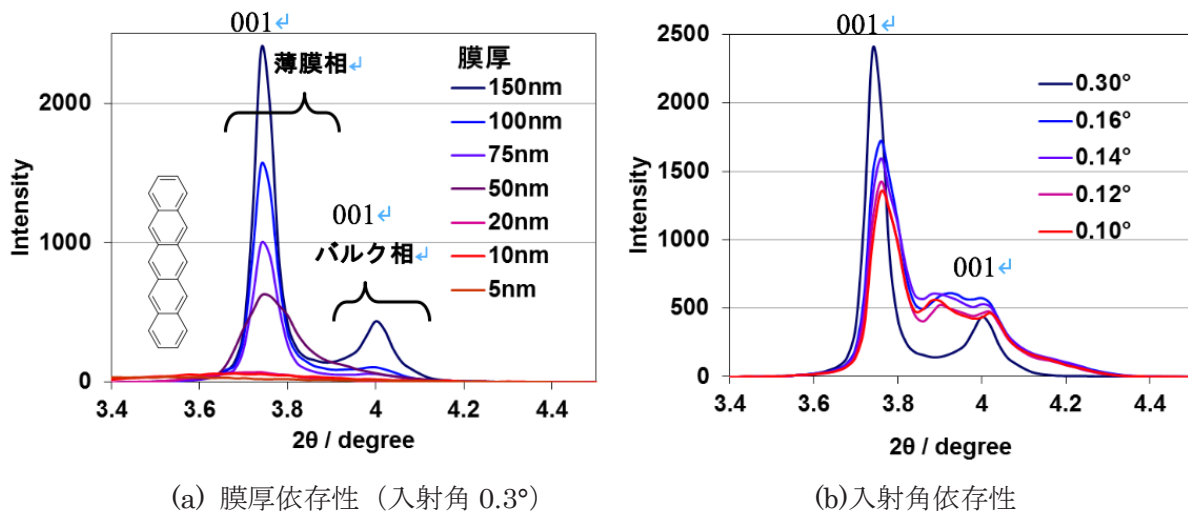 001↵
薄膜相↵
膜厚
150nm
100nm
75nm
50nm
20nm
10nm
5nm
001↵
バルク相↵
Intensity
2000
1000
0
3.4 3.6 3.8 4 4.2 4.4
2θ / degree
(a) 膜厚依存性（入射角 0.3°）
001↵
0.30°
0.16°
0.14°
0.12°
0.10°
001↵
Intensity
2500
2000
1500
1000
500
0
3.4 3.6 3.8 4 4.2 4.4
2θ / degree
(b)入射角依存性